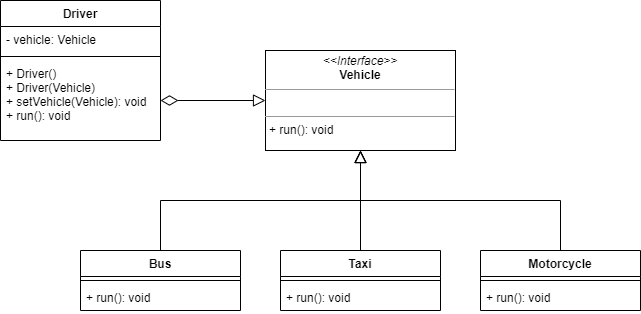 Driver
- vehicle: Vehicle
+ Driver()
+ Driver(Vehicle)
+ setVehicle(Vehicle): void
+ run(): void
<<Interface>>
Vehicle
+ run(): void
Bus
+ run(): void
Taxi
+ run(): void
Motorcycle
+ run(): void